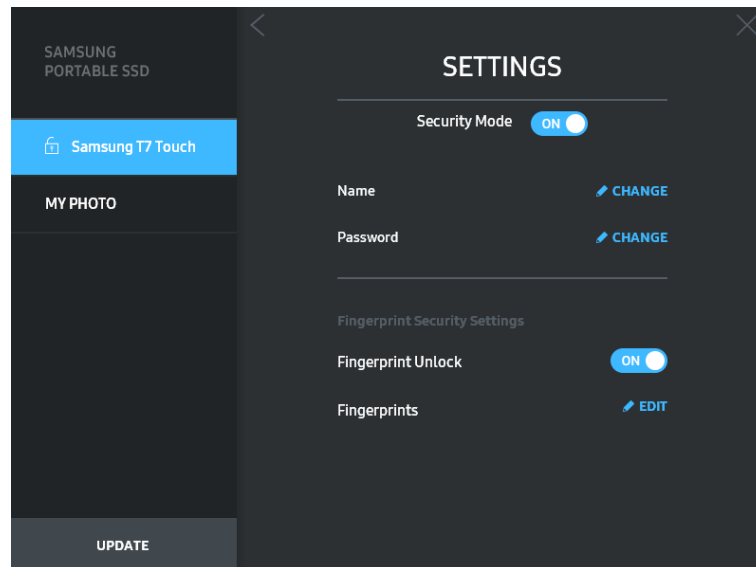 SAMSUNG
PORTABLE SSD
Samsung T7 Touch
MY PHOTO
UPDATE
SETTINGS
Security Mode ON
Name CHANGE
Password CHANGE
Fingerprint Security Settings
Fingerprint Unlock ON
Fingerprints EDIT